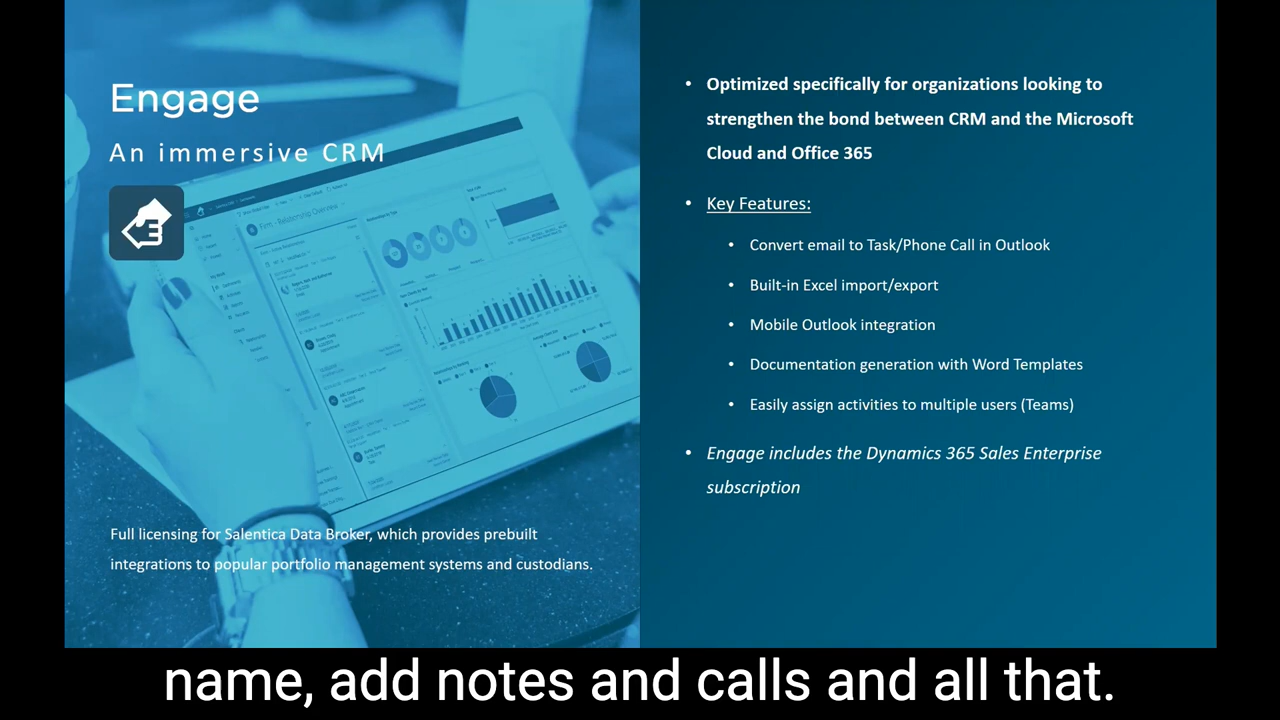 Engage
An immersive CRM
Firm - Relationship Overview
Full licensing for Salentica Data Broker, which provides prebuilt
integrations to popular portfolio management systems and custodians.
• Optimized specifically for organizations looking to
strengthen the bond between CRM and the Microsoft
Cloud and Office 365
• Key Features:
• Convert email to Task/Phone Call in Outlook
• Built-in Excel import/export
• Mobile Outlook integration
• Documentation generation with Word Templates
• Easily assign activities to multiple users (Teams)
• Engage includes the Dynamics 365 Sales Enterprise
subscription
name, add notes and calls and all that.